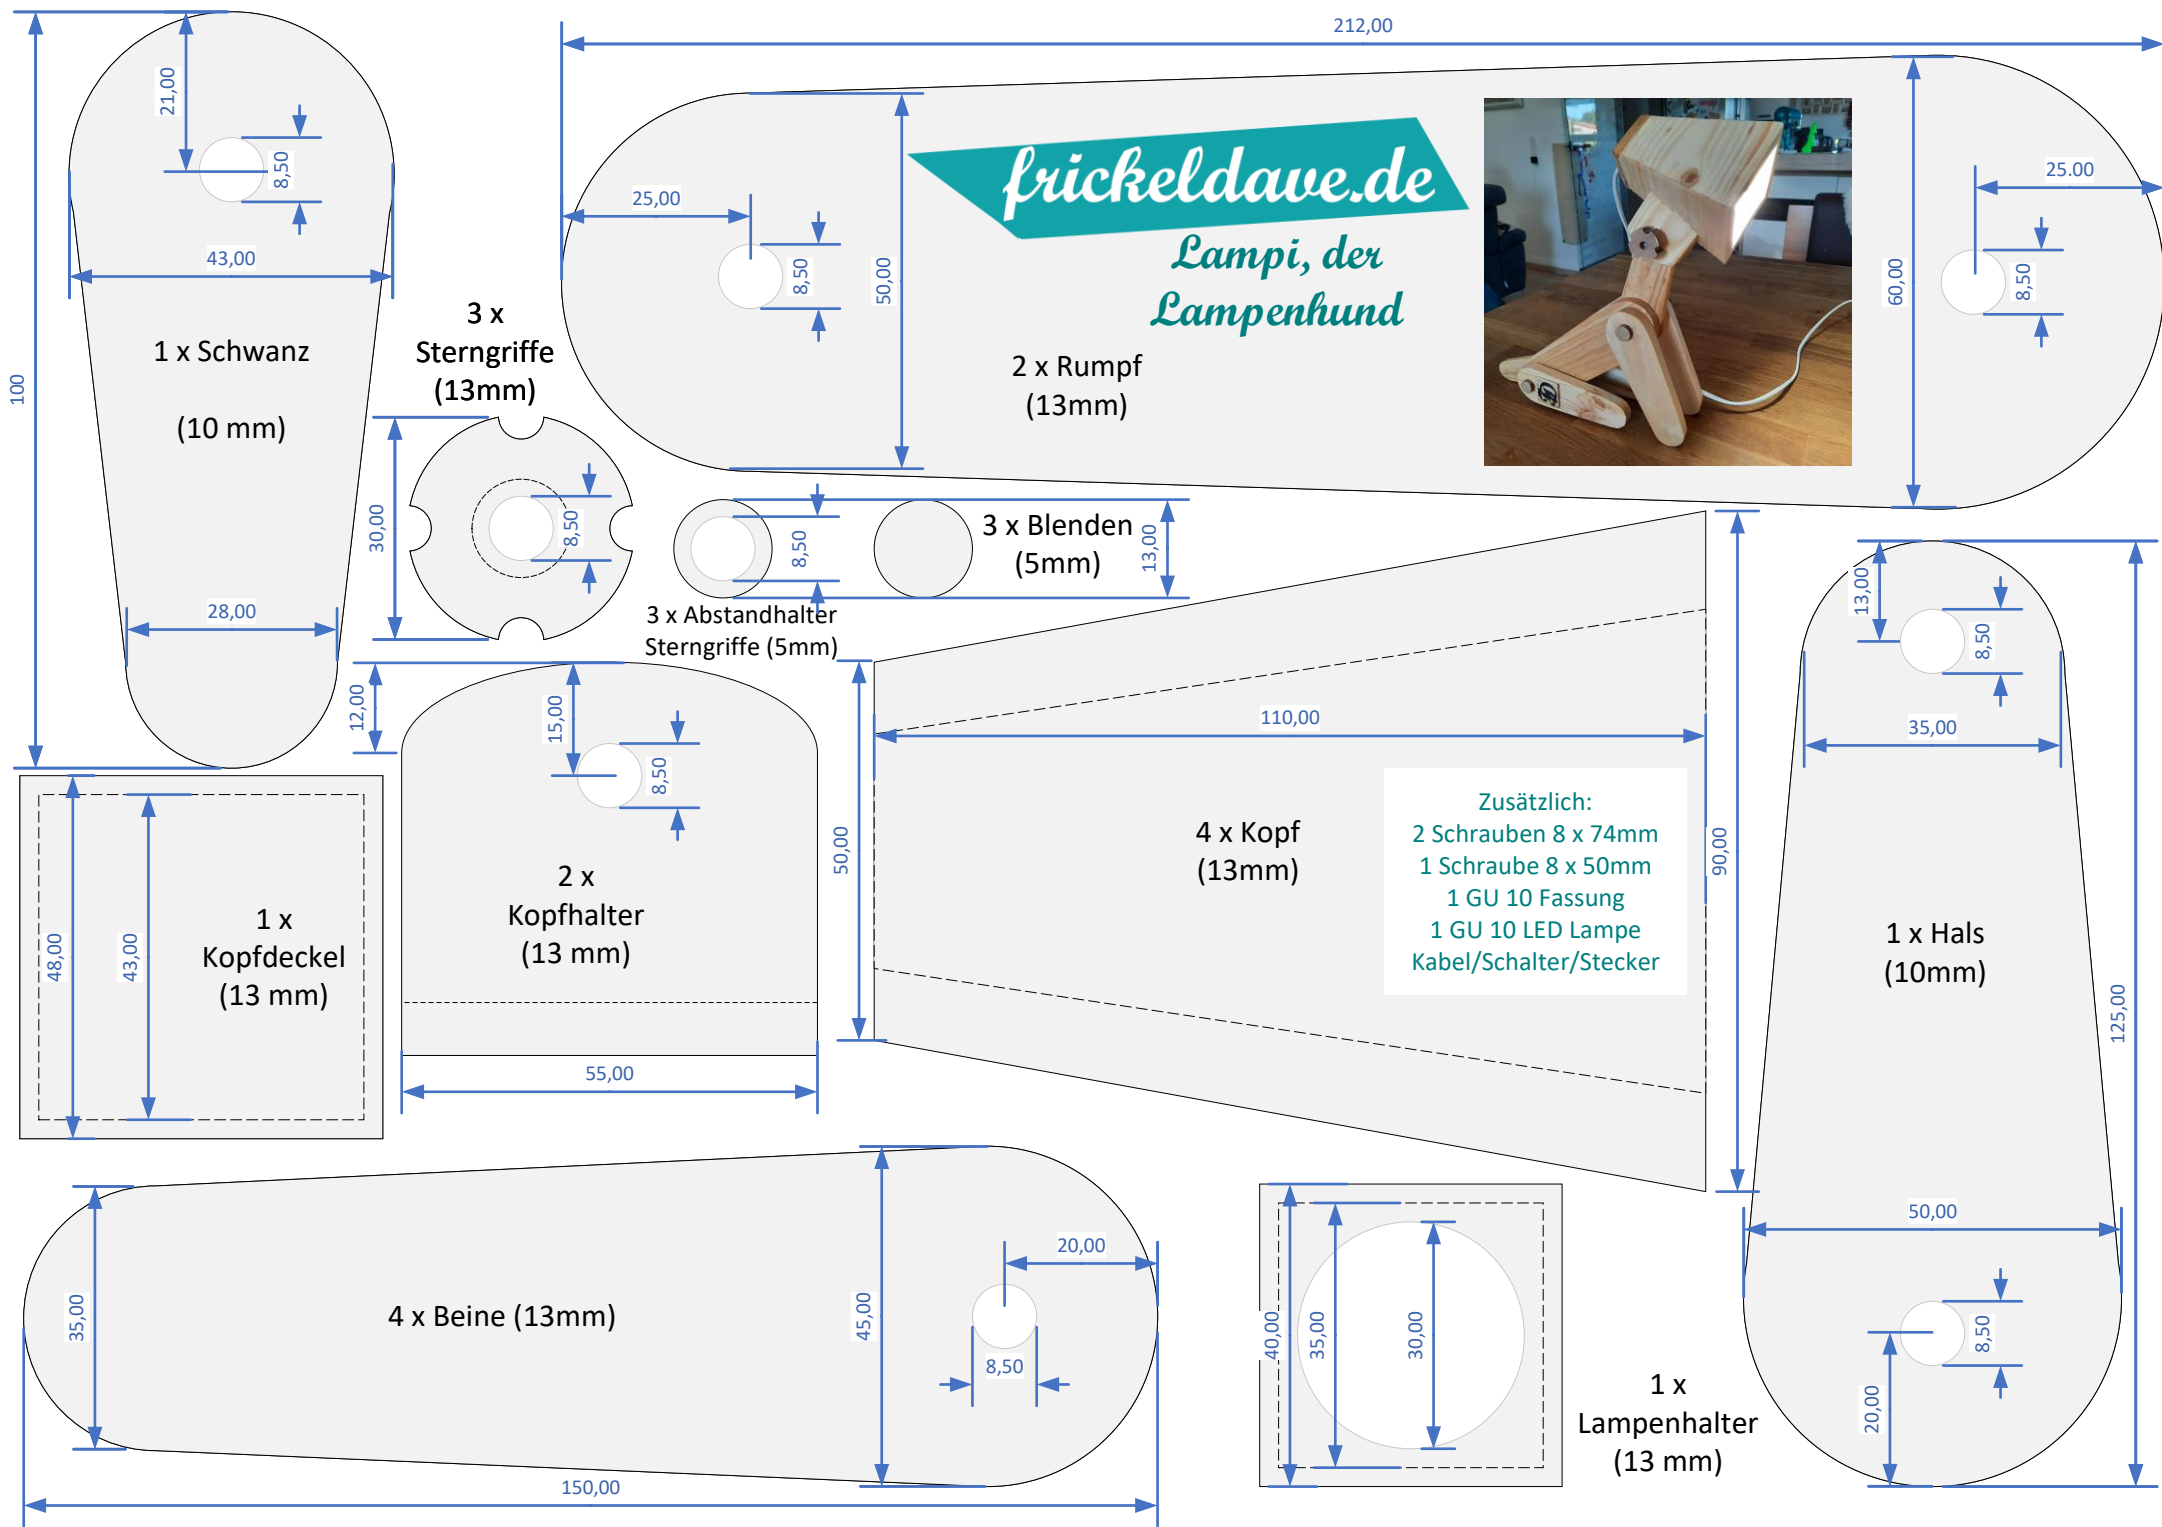 212,00
21,00
8,50
43,00
100
1 x Schwanz
(10 mm)
28,00
3 x
Sterngriffe
(13mm)
30,00
8,50
25,00
8,50
50,00
frickeldave.de
Lampi, der
Lampenhund
2 x Rumpf
(13mm)
60,00
25.00
8,50
8,50
3 x Blenden
(5mm)
13,00
3 x Abstandhalter
Sterngriffe (5mm)
12,00
15,00
8,50
2 x
Kopfhalter
(13 mm)
55,00
48,00
43,00
1 x
Kopfdeckel
(13 mm)
50,00
110,00
4 x Kopf
(13mm)
90,00
Zusätzlich:
2 Schrauben 8 x 74mm
1 Schraube 8 x 50mm
1 GU 10 Fassung
1 GU 10 LED Lampe
Kabel/Schalter/Stecker
13,00
8,50
35,00
1 x Hals
(10mm)
125,00
50,00
8,50
20,00
35,00
4 x Beine (13mm)
45,00
20,00
8,50
150,00
40,00
35,00
30,00
1 x
Lampenhalter
(13 mm)